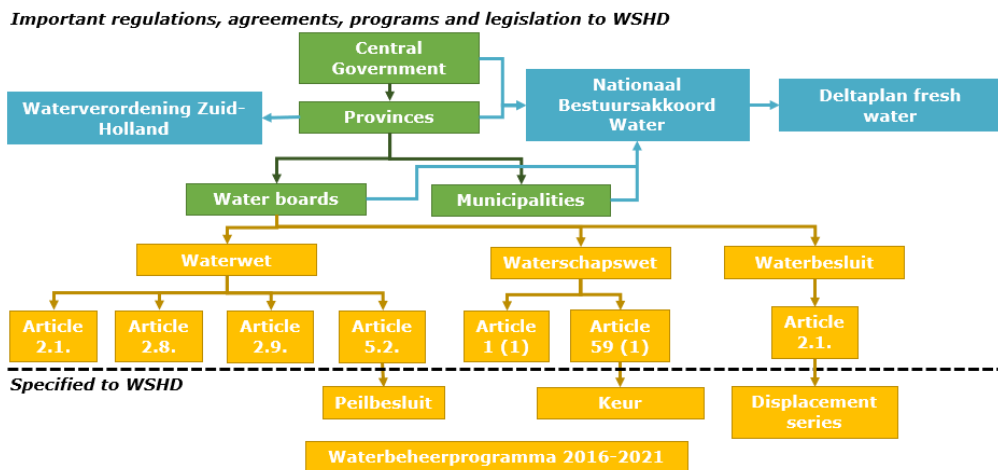 Important regulations, agreements, programs and legislation to WSHD
Central
Government
Nationaal
Bestuursakkoord
Water
Deltaplan fresh
water
Waterverordening Zuid-
Holland
Provinces
Water boards
Municipalities
Waterwet
Waterschapswet
Waterbesluit
Article
2.1.
Article
2.8.
Article
2.9.
Article
5.2.
Article
1 (1)
Article
59 (1)
Article
2.1.
Specified to WSHD
Peilbesluit
Keur
Displacement
series
Waterbeheerprogramma 2016-2021